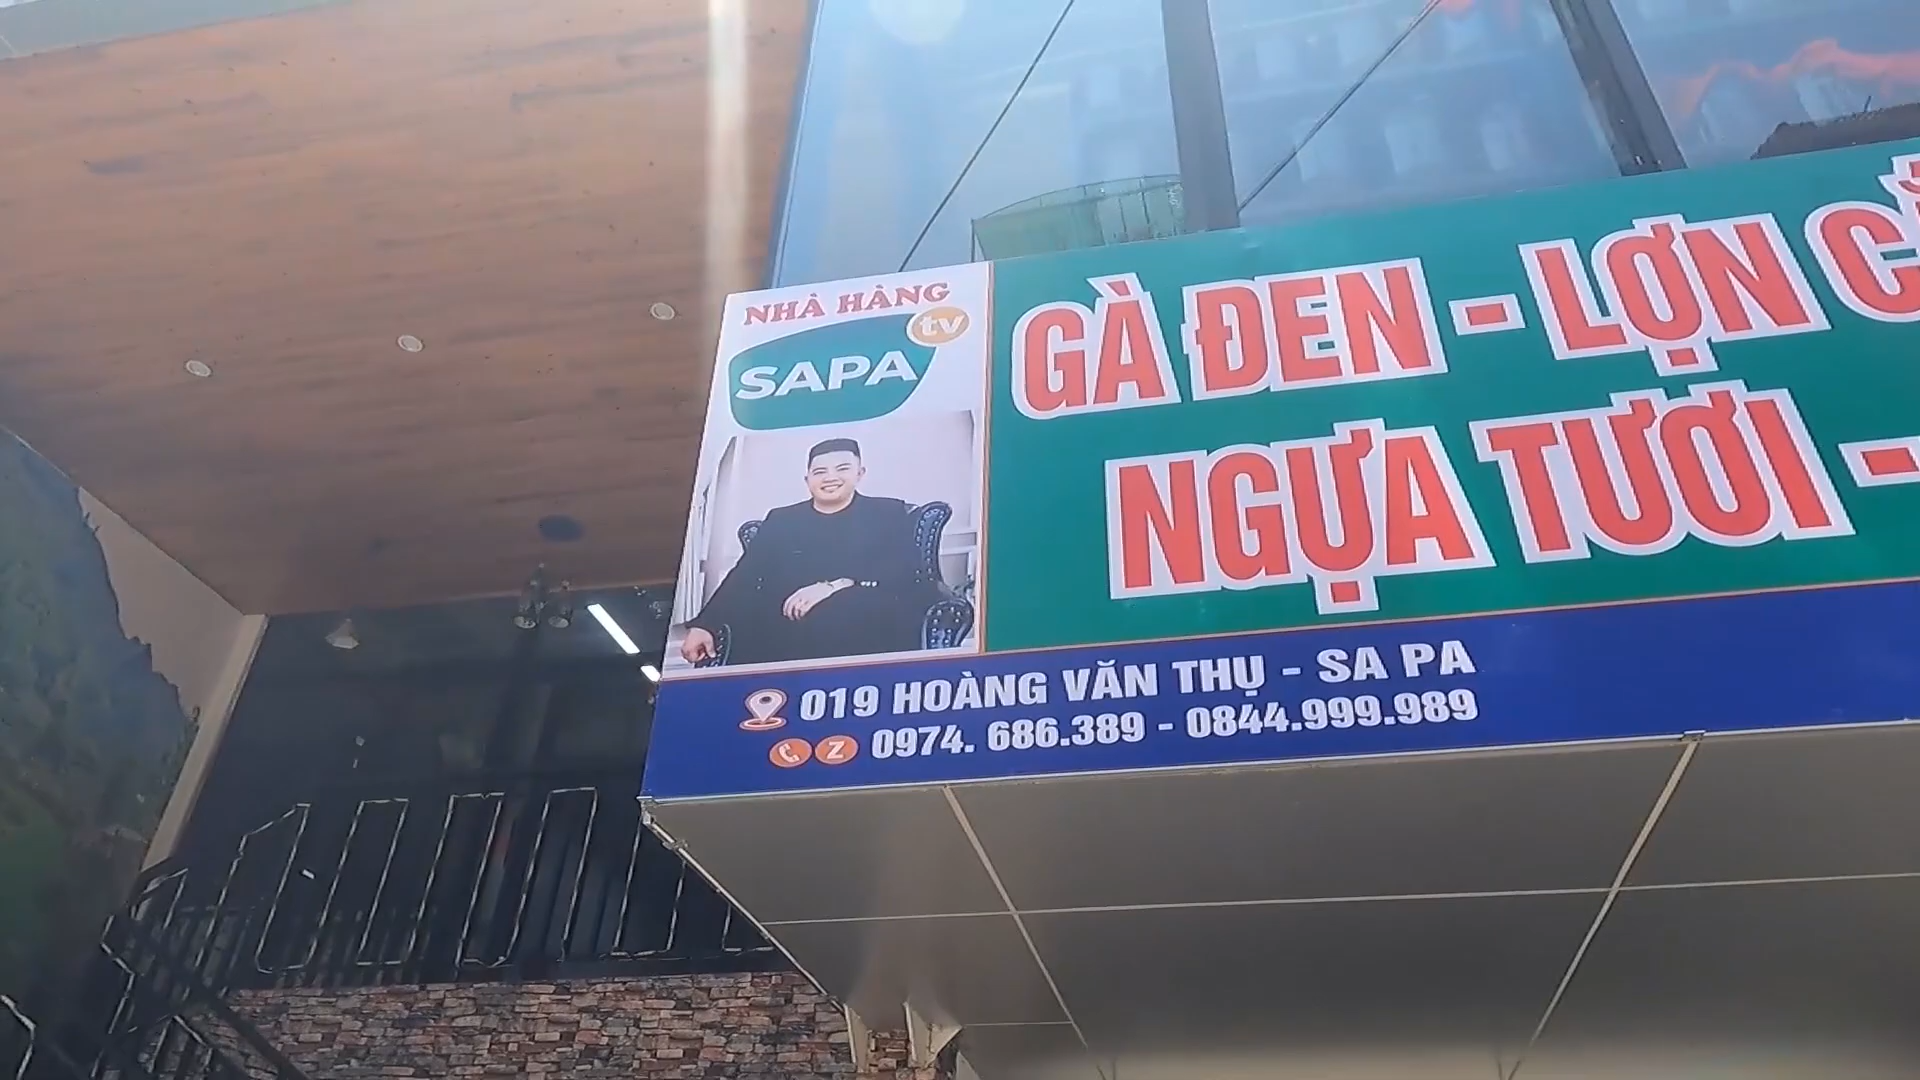 NHÀ HÀNG
SAPA tv
GÀ ĐEN - LỢN
NGỰA TƯƠI -
019 HOÀNG VĂN THỤ - SA PA
0974. 686.389 - 0844.999.989